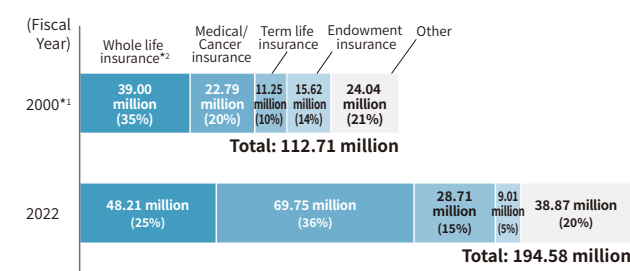 (Fiscal
Year)
Whole life
insurance*2
Medical/
Cancer
insurance
Term life
insurance
Endowment
insurance
Other
2000*1
39.00
million
(35%)
22.79
million
(20%)
11.25
million
(10%)
15.62
million
(14%)
24.04
million
(21%)
Total: 112.71 million
2022
48.21 million
(25%)
69.75 million
(36%)
28.71
million
(15%)
9.01
million
(5%)
38.87 million
(20%)
Total: 194.58 million